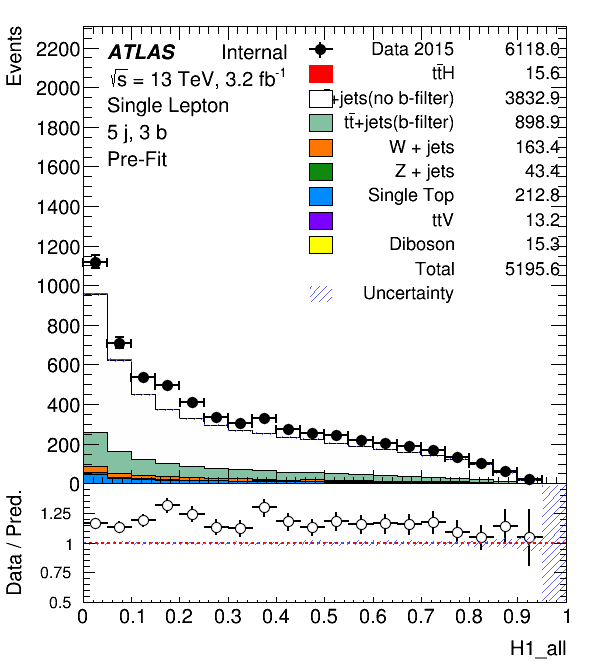 Events
2200
2000
1800
1600
1400
1200
1000
800
600
400
200
0
ATLAS Internal
√s = 13 TeV, 3.2 fb⁻¹
Single Lepton
5 j, 3 b
Pre-Fit
Data 2015 6118.0
tt̄H 15.6
+jets(no b-filter) 3832.9
tt̄+jets(b-filter) 898.9
W + jets 163.4
Z + jets 43.4
Single Top 212.8
ttV 13.2
Diboson 15.3
Total 5195.6
Uncertainty
Data / Pred.
1.25
1
0.75
0.5
0 0.1 0.2 0.3 0.4 0.5 0.6 0.7 0.8 0.9 1
H1_all